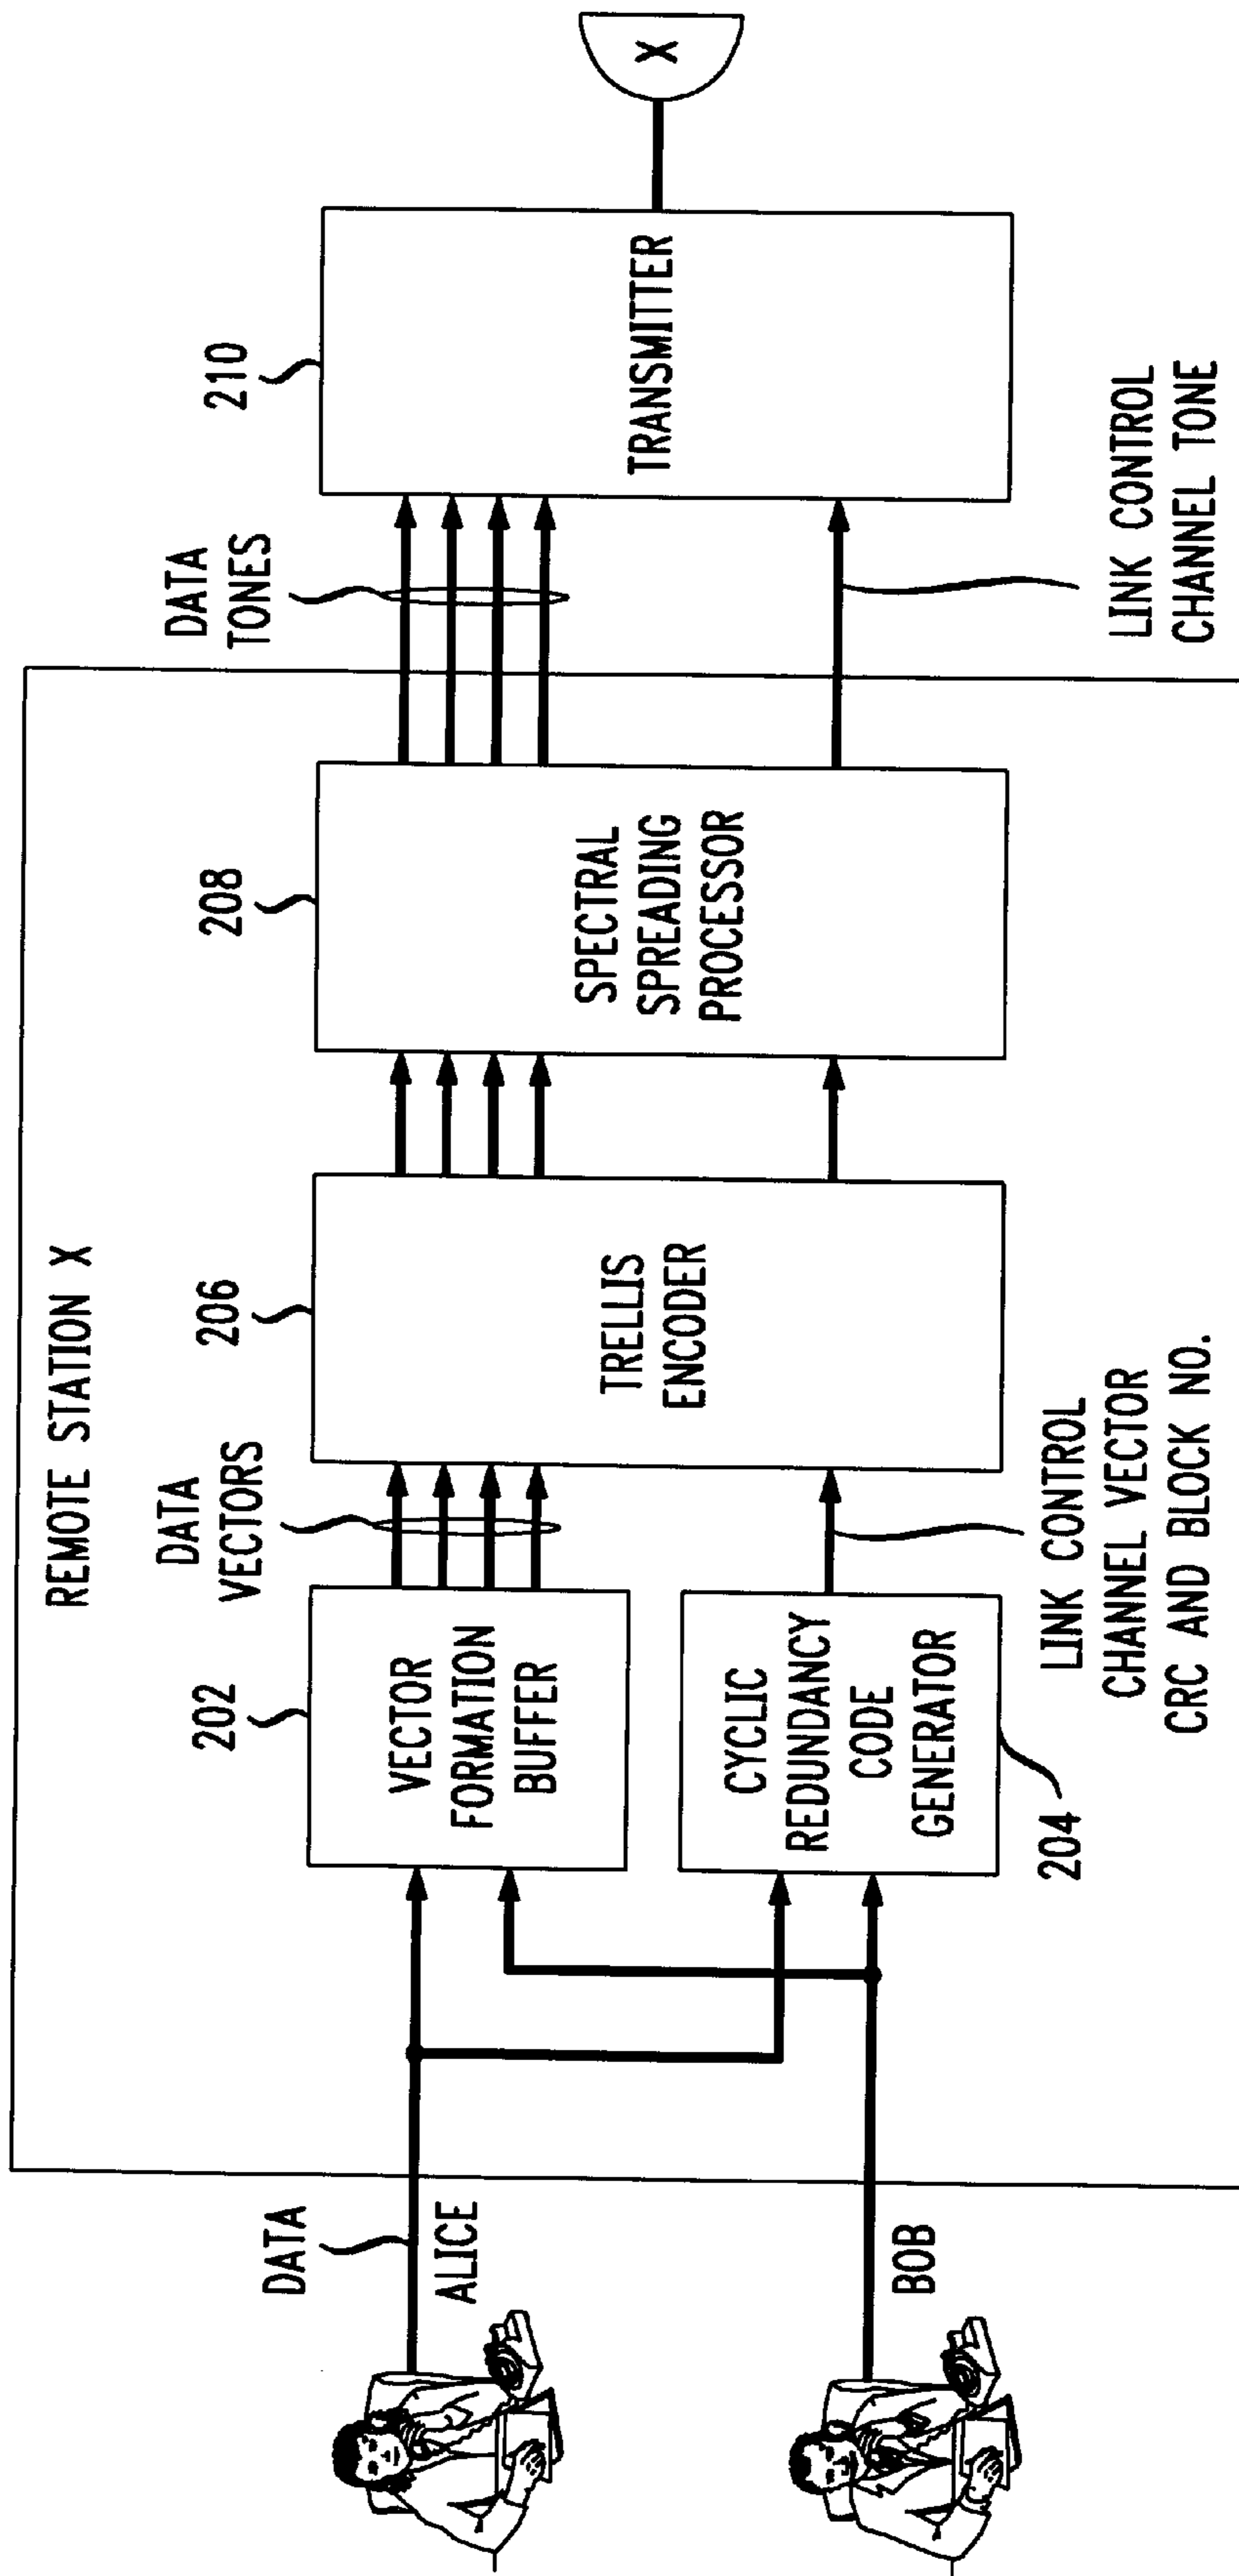 REMOTE STATION X
DATA
ALICE
BOB
202
VECTOR
FORMATION
BUFFER
CYCLIC
REDUNDANCY
CODE
GENERATOR
204
DATA
VECTORS
LINK CONTROL
CHANNEL VECTOR
CRC AND BLOCK NO.
206
TRELLIS
ENCODER
208
SPECTRAL
SPREADING
PROCESSOR
DATA
TONES
LINK CONTROL
CHANNEL TONE
210
TRANSMITTER
X